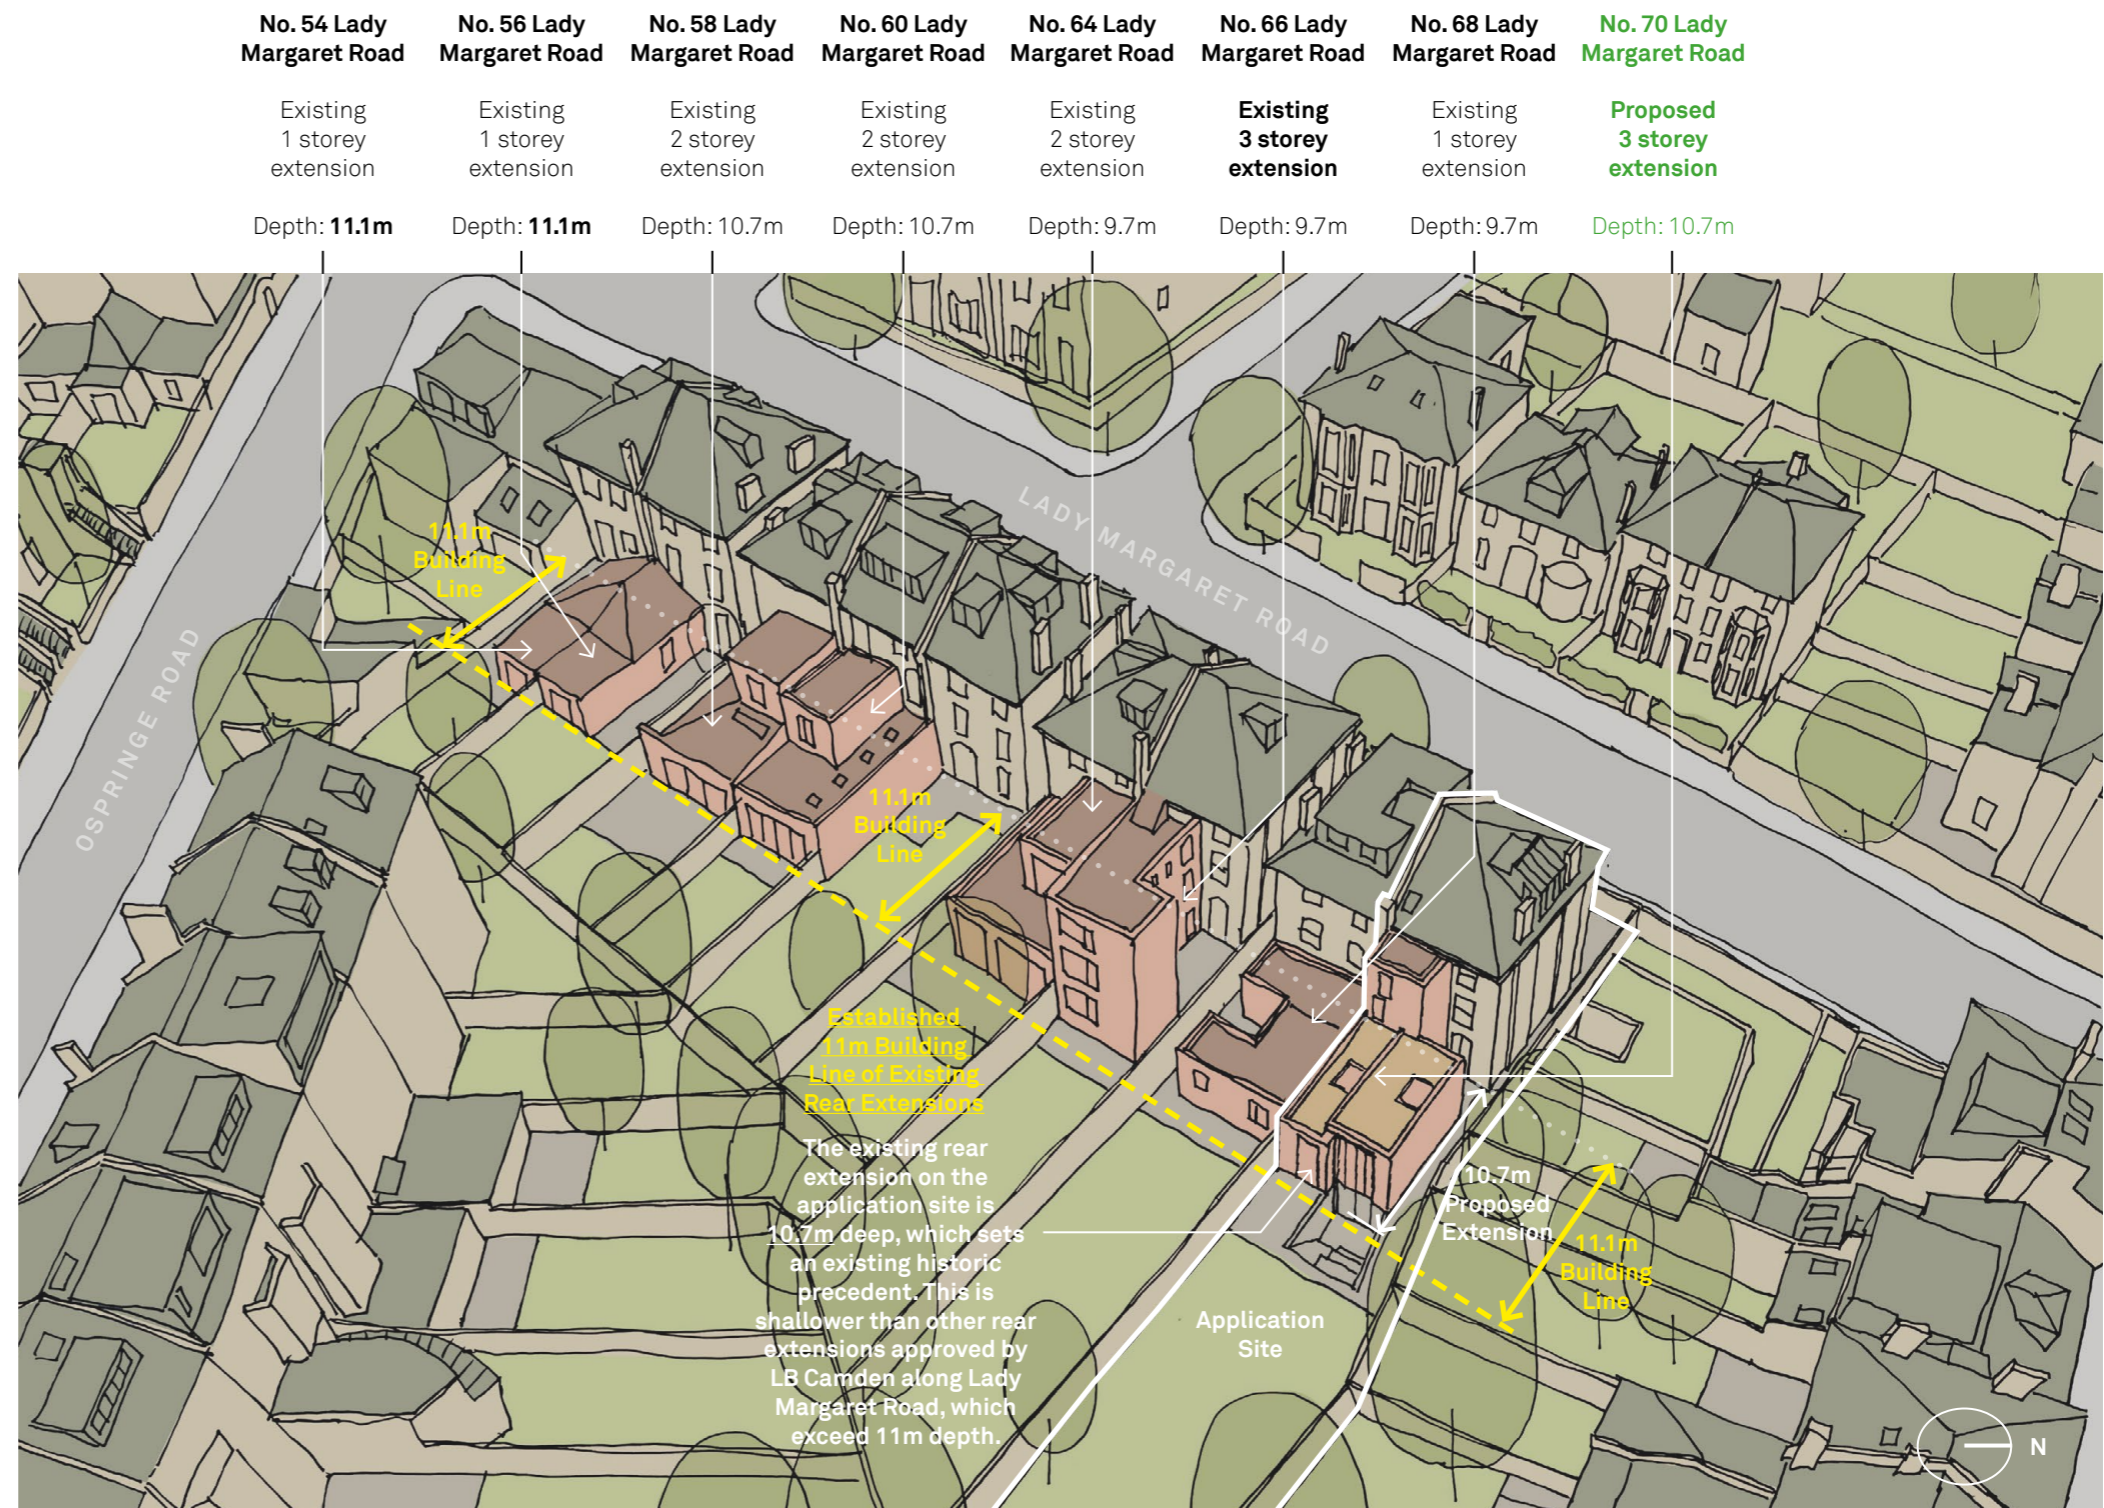 No. 54 Lady
Margaret Road
Existing
1 storey
extension
Depth: 11.1m
No. 56 Lady
Margaret Road
Existing
1 storey
extension
Depth: 11.1m
No. 58 Lady
Margaret Road
Existing
2 storey
extension
Depth: 10.7m
No. 60 Lady
Margaret Road
Existing
2 storey
extension
Depth: 10.7m
No. 64 Lady
Margaret Road
Existing
2 storey
extension
Depth: 9.7m
No. 66 Lady
Margaret Road
Existing
3 storey
extension
Depth: 9.7m
No. 68 Lady
Margaret Road
Existing
1 storey
extension
Depth: 9.7m
No. 70 Lady
Margaret Road
Proposed
3 storey
extension
Depth: 10.7m
LADY MARGARET ROAD
OSPRINGE ROAD
11.1m
Building
Line
11.1m
Building
Line
Established
11m Building
Line of Existing
Rear Extensions
The existing rear
extension on the
application site is
10.7m deep, which sets
an existing historic
precedent. This is
shallower than other rear
extensions approved by
LB Camden along Lady
Margaret Road, which
exceed 11m depth.
10.7m
Proposed
Extension
11.1m
Building
Line
Application
Site
N